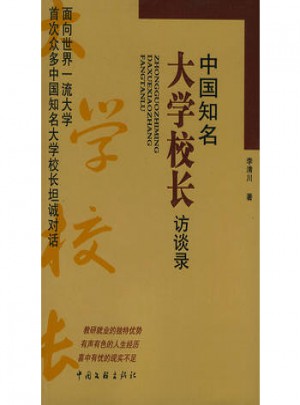 面向世界一流大学
首次众多中国知名大学校长坦诚对话
大学校长
中国知名
大学校长
访谈录
ZHONGGUOZHIMING
DAXUEXIAOZHANG
FANGTANLU
李清川 著
教研就业的独特优势
有声有色的人生经历
喜中有忧的现实不足
中国文联出版社